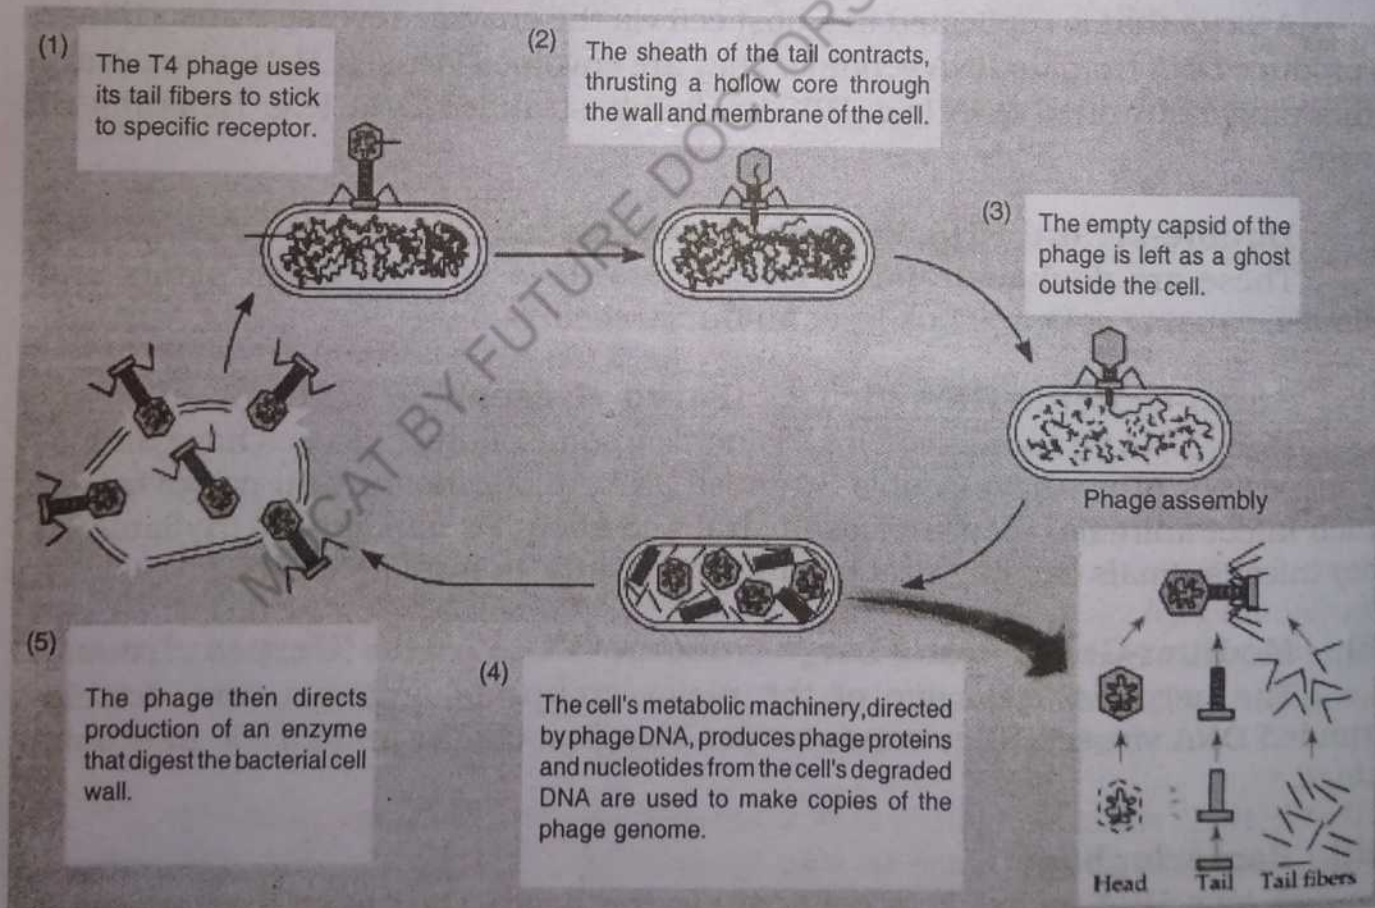 (1)
The T4 phage uses
its tail fibers to stick
to specific receptor.
(2)
The sheath of the tail contracts,
thrusting a hollow core through
the wall and membrane of the cell.
(3)
The empty capsid of the
phage is left as a ghost
outside the cell.
Phage assembly
(5)
The phage then directs
production of an enzyme
that digest the bacterial cell
wall.
(4)
The cell's metabolic machinery, directed
by phage DNA, produces phage proteins
and nucleotides from the cell's degraded
DNA are used to make copies of the
phage genome.
Head Tail Tail fibers
BY FUTURE DOCTORS